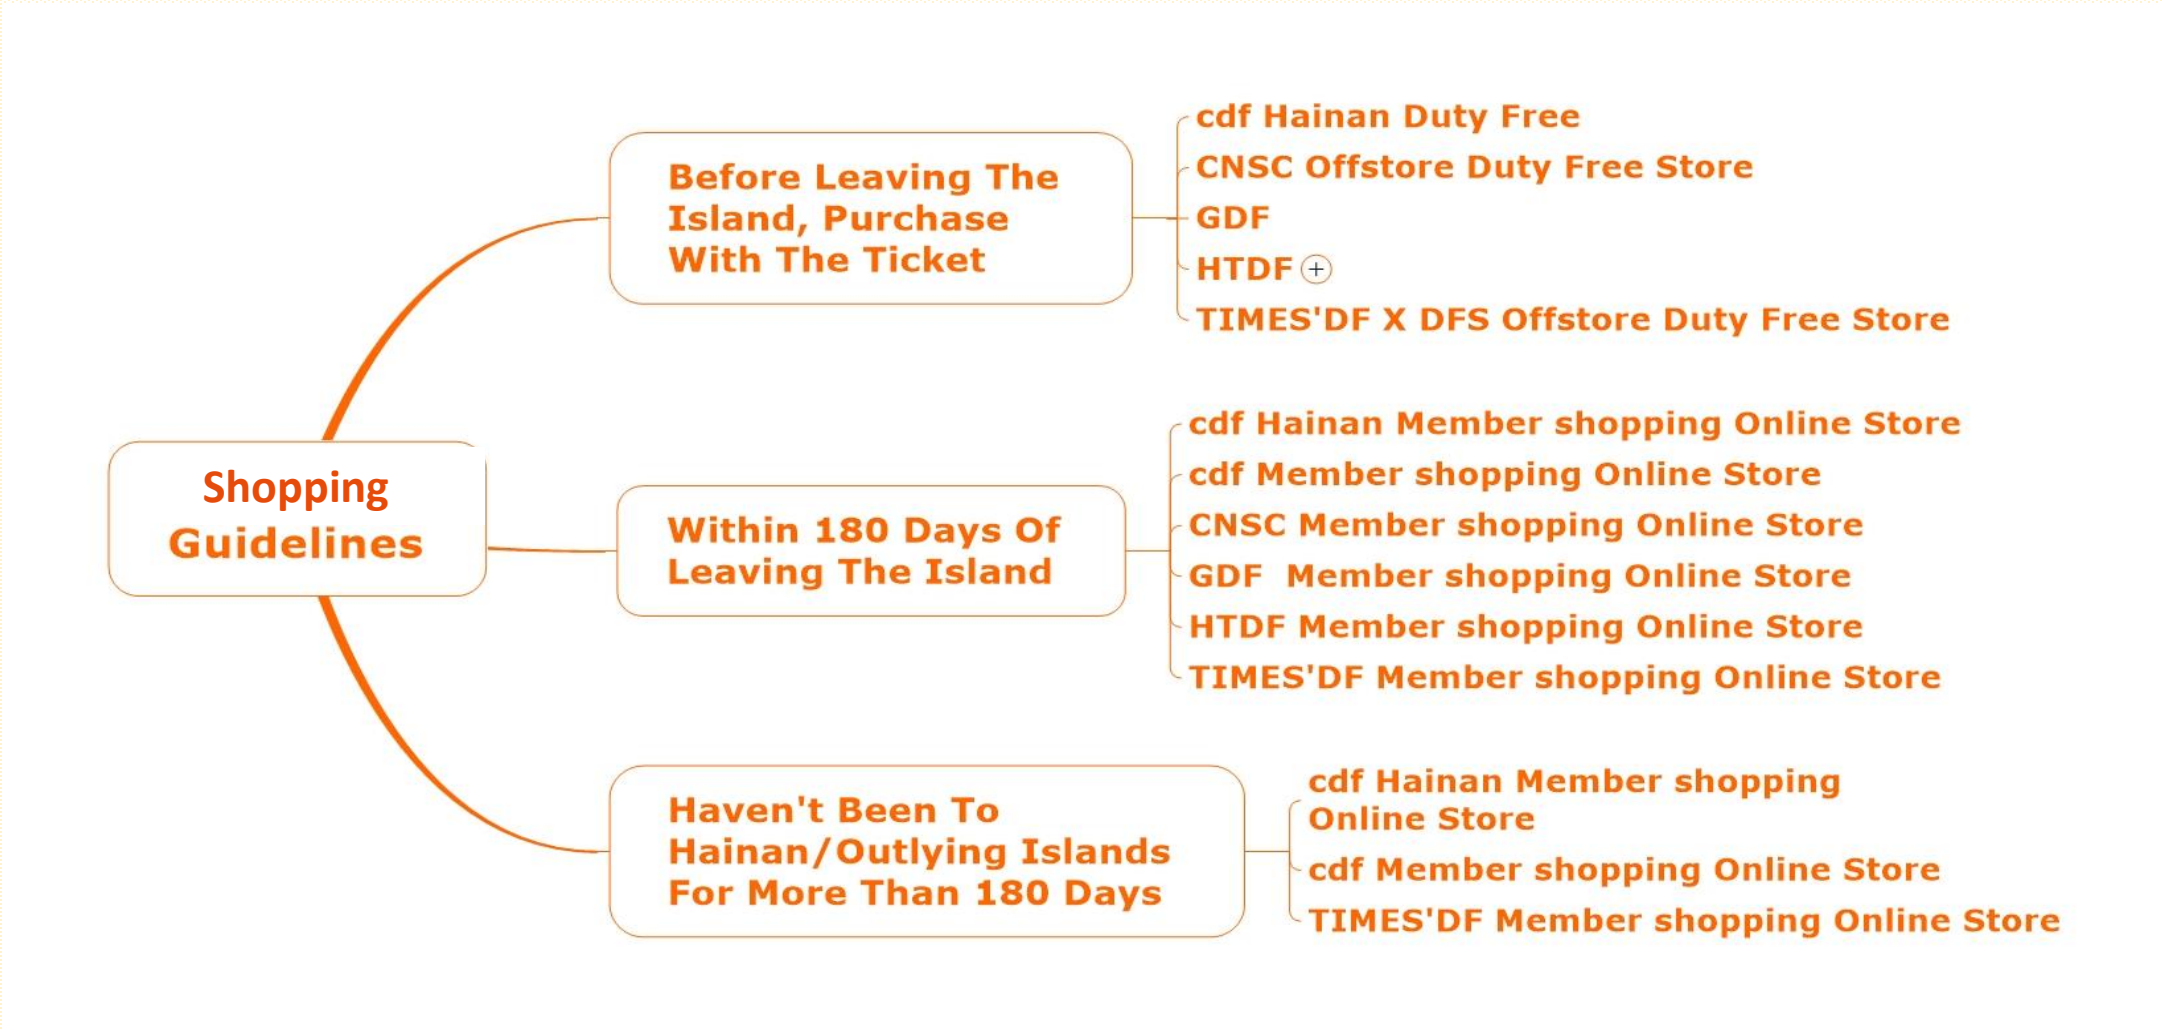 Shopping
Guidelines
Before Leaving The
Island, Purchase
With The Ticket
cdf Hainan Duty Free
CNSC Offstore Duty Free Store
GDF
HTDF
TIMES'DF X DFS Offstore Duty Free Store
Within 180 Days Of
Leaving The Island
cdf Hainan Member shopping Online Store
cdf Member shopping Online Store
CNSC Member shopping Online Store
GDF  Member shopping Online Store
HTDF Member shopping Online Store
TIMES'DF Member shopping Online Store
Haven't Been To
Hainan/Outlying Islands
For More Than 180 Days
cdf Hainan Member shopping
Online Store
cdf Member shopping Online Store
TIMES'DF Member shopping Online Store